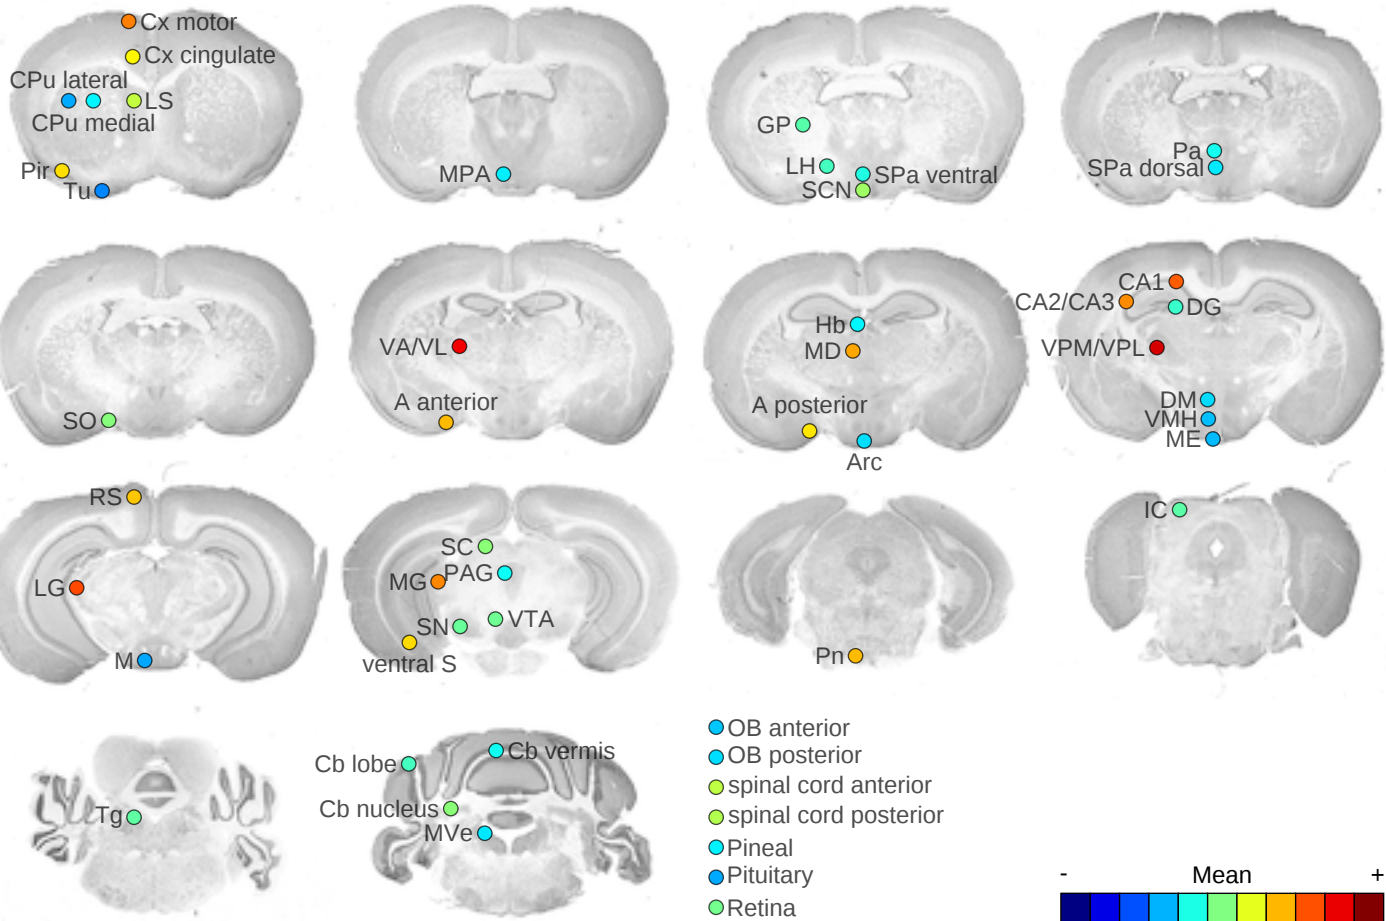 Cx motor
Cx cingulate
CPu lateral
LS
CPu medial
Pir
Tu
MPA
GP
LH
SPa ventral
SCN
Pa
SPa dorsal
SO
VA/VL
A anterior
Hb
MD
A posterior
Arc
CA1
CA2/CA3
DG
VPM/VPL
DM
VMH
ME
RS
LG
M
SC
PAG
MG
VTA
SN
ventral S
Pn
IC
Tg
Cb vermis
Cb lobe
Cb nucleus
MVe
OB anterior
OB posterior
spinal cord anterior
spinal cord posterior
Pineal
Pituitary
Retina
- Mean +